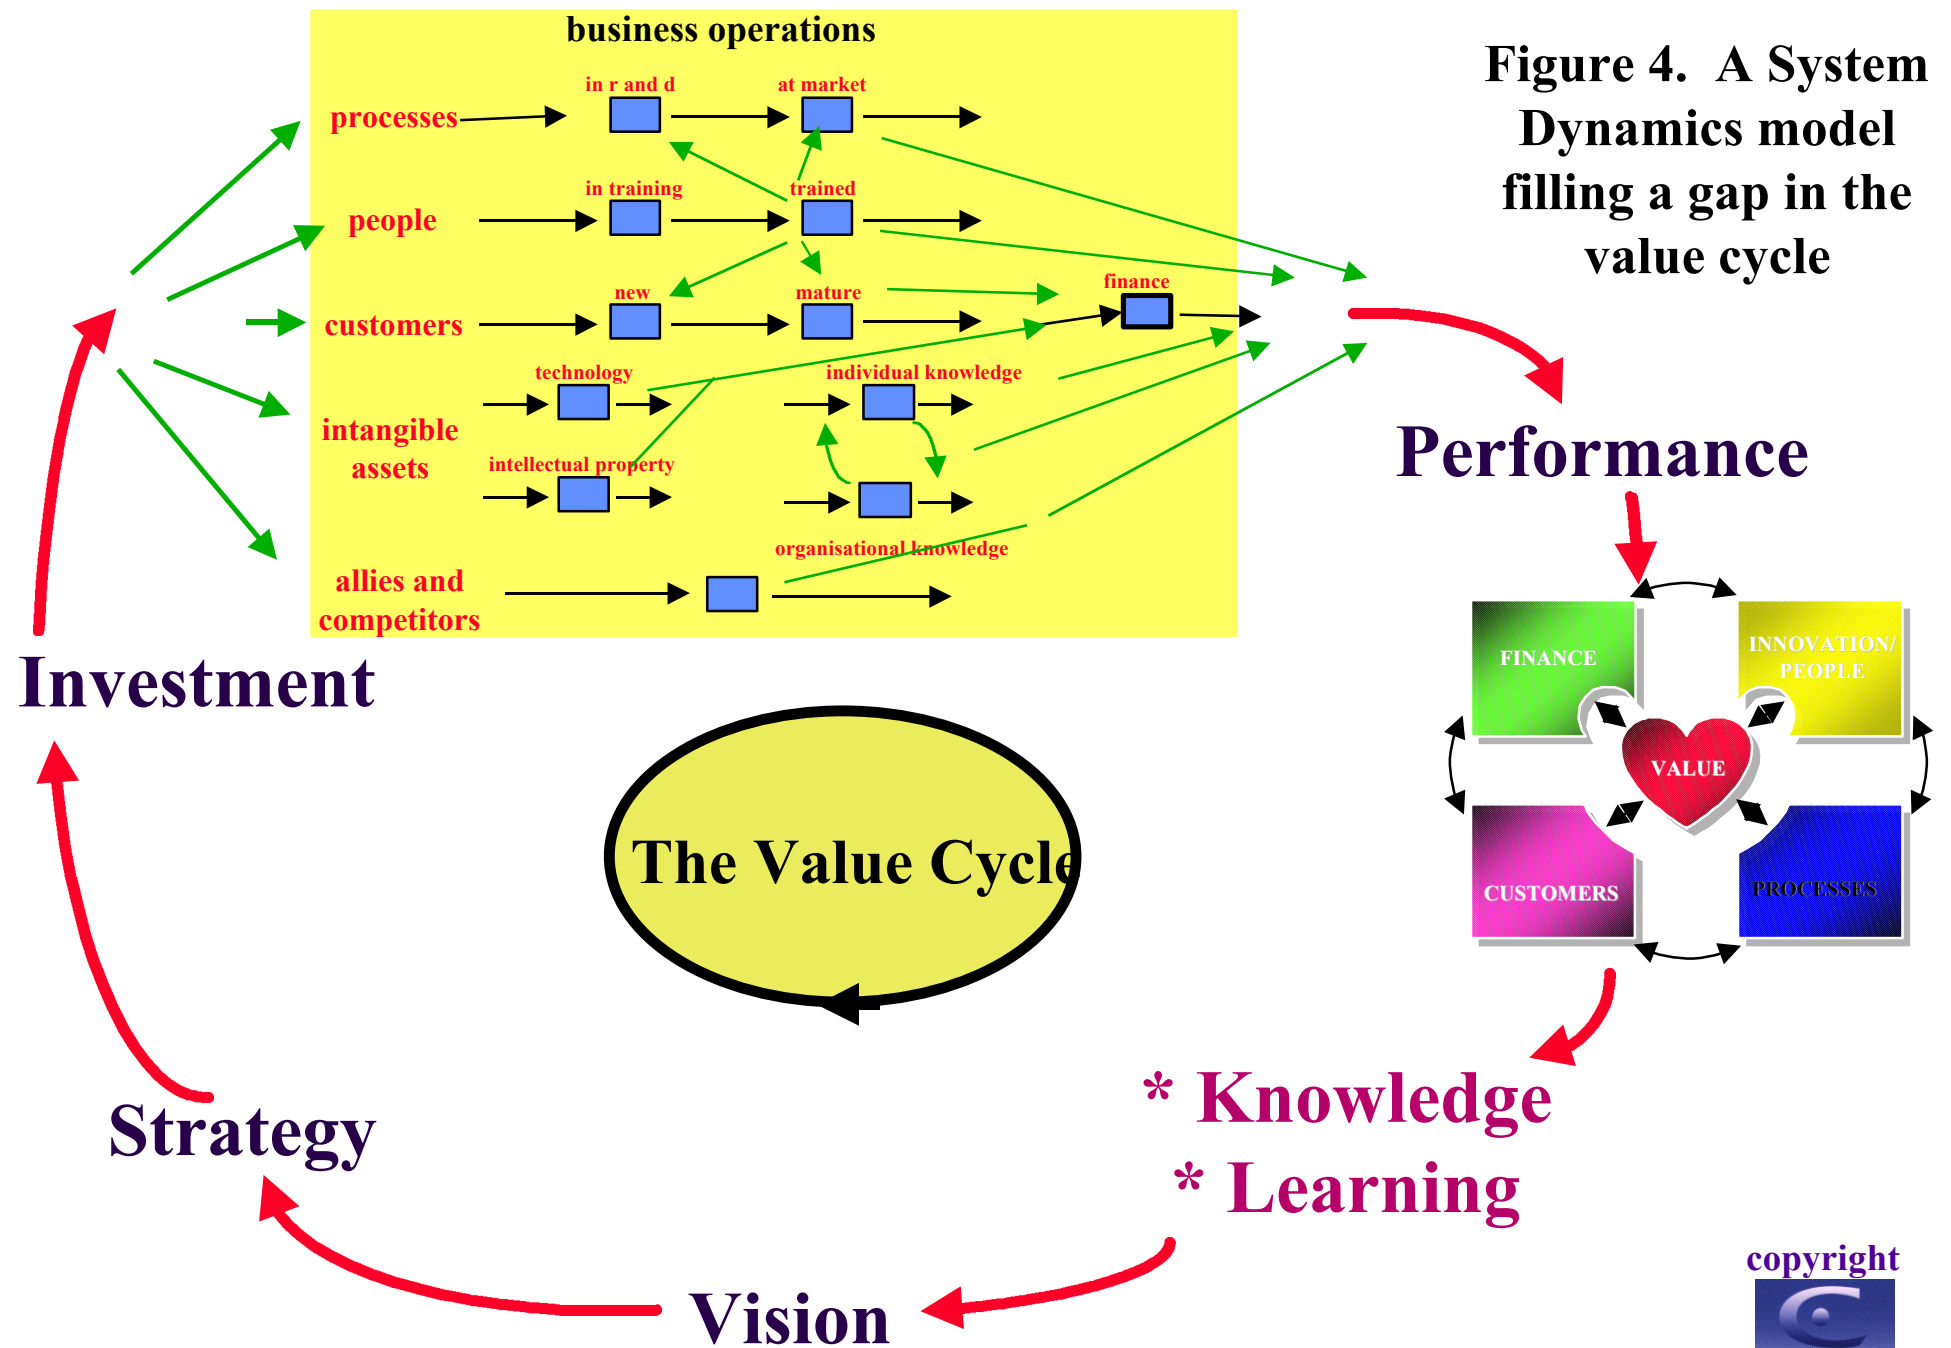 business operations
Figure 4. A System
Dynamics model
filling a gap in the
value cycle
in r and d
at market
processes
in training
trained
people
new
mature
finance
customers
technology
individual knowledge
intangible
assets
intellectual property
organisational knowledge
allies and
competitors
Performance
Investment
FINANCE
INNOVATION/
PEOPLE
VALUE
CUSTOMERS
PROCESSES
The Value Cycle
Strategy
* Knowledge
* Learning
Vision
copyright